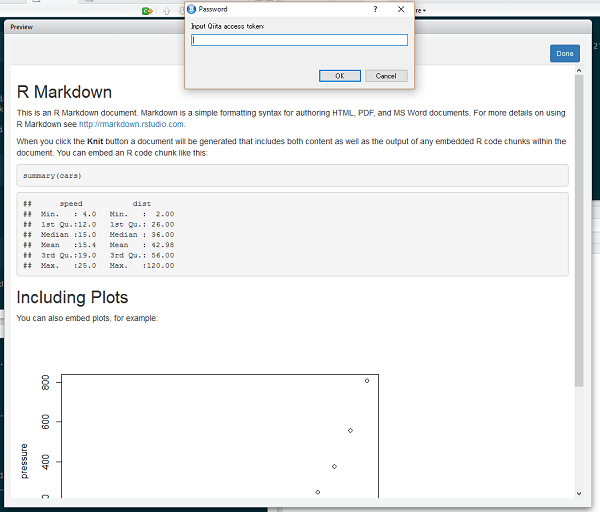 Password
?
Input Qiita access token:
OK
Cancel
Preview
Done
R Markdown
This is an R Markdown document. Markdown is a simple formatting syntax for authoring HTML, PDF, and MS Word documents. For more details on using
R Markdown see http://rmarkdown.rstudio.com.
When you click the Knit button a document will be generated that includes both content as well as the output of any embedded R code chunks within the
document. You can embed an R code chunk like this:
summary(cars)
##      speed           dist
##  Min.   : 4.0   Min.   :  2.00
##  1st Qu.:12.0   1st Qu.: 26.00
##  Median :15.0   Median : 36.00
##  Mean   :15.4   Mean   : 42.98
##  3rd Qu.:19.0   3rd Qu.: 56.00
##  Max.   :25.0   Max.   :120.00
Including Plots
You can also embed plots, for example:
800
600
400
pressure